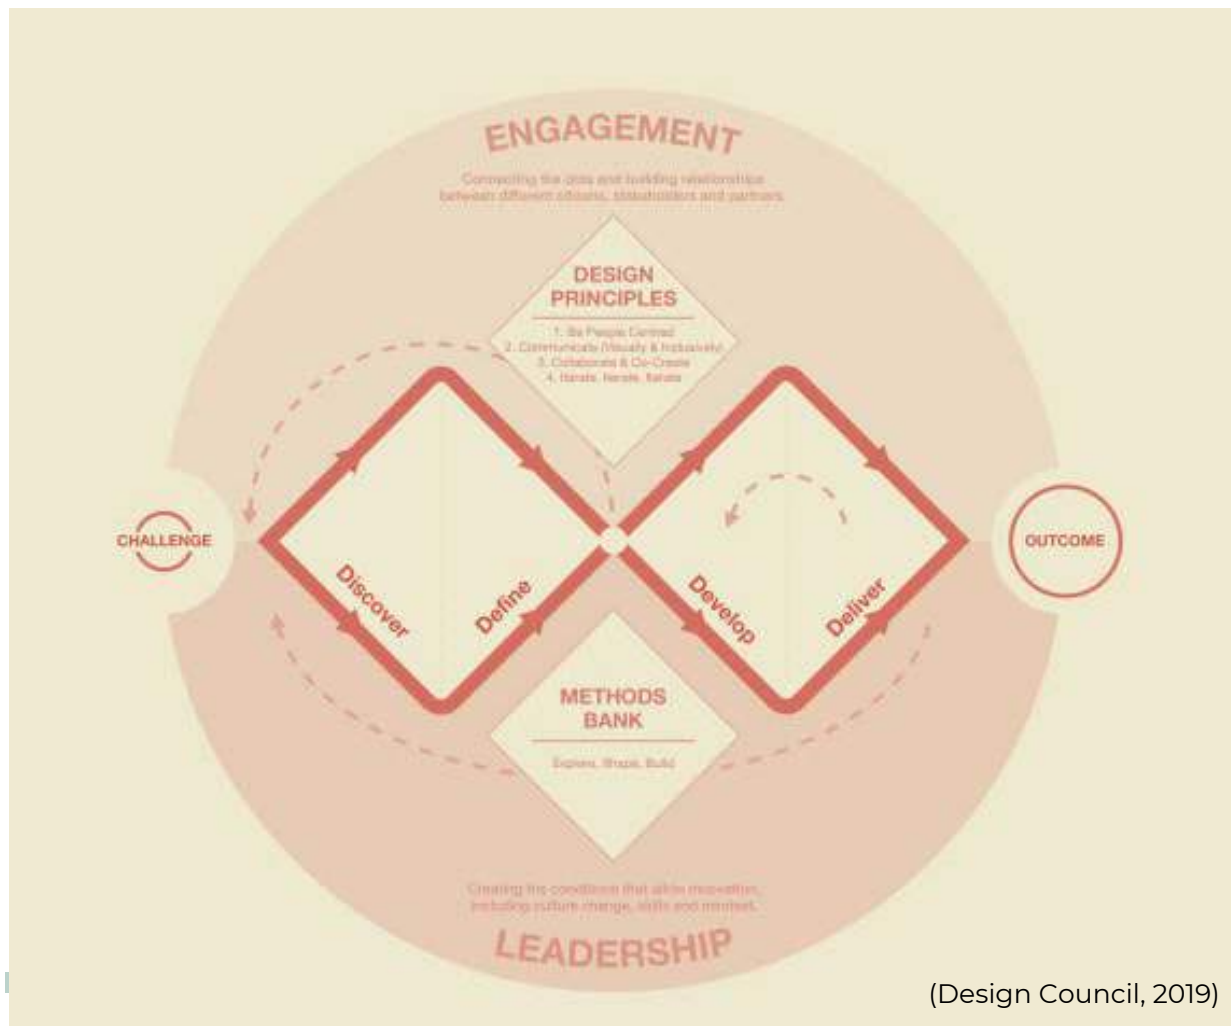 ENGAGEMENT
Connecting the dots and building relationships
between different citizens, stakeholders and partners.
DESIGN
PRINCIPLES
1. Be People Centred
2. Communicate (Visually & Inclusively)
3. Collaborate & Co-Create
4. Iterate, Iterate, Iterate
CHALLENGE
Discover
Define
Develop
Deliver
OUTCOME
METHODS
BANK
Explore, Shape, Build
Creating the conditions that allow innovation,
including culture change, skills and mindset.
LEADERSHIP
(Design Council, 2019)